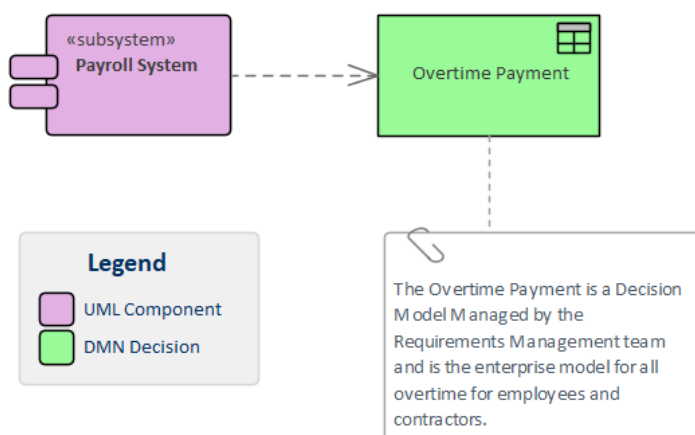 «subsystem»
Payroll System
Overtime Payment
Legend
UML Component
DMN Decision
The Overtime Payment is a Decision
Model Managed by the
Requirements Management team
and is the enterprise model for all
overtime for employees and
contractors.